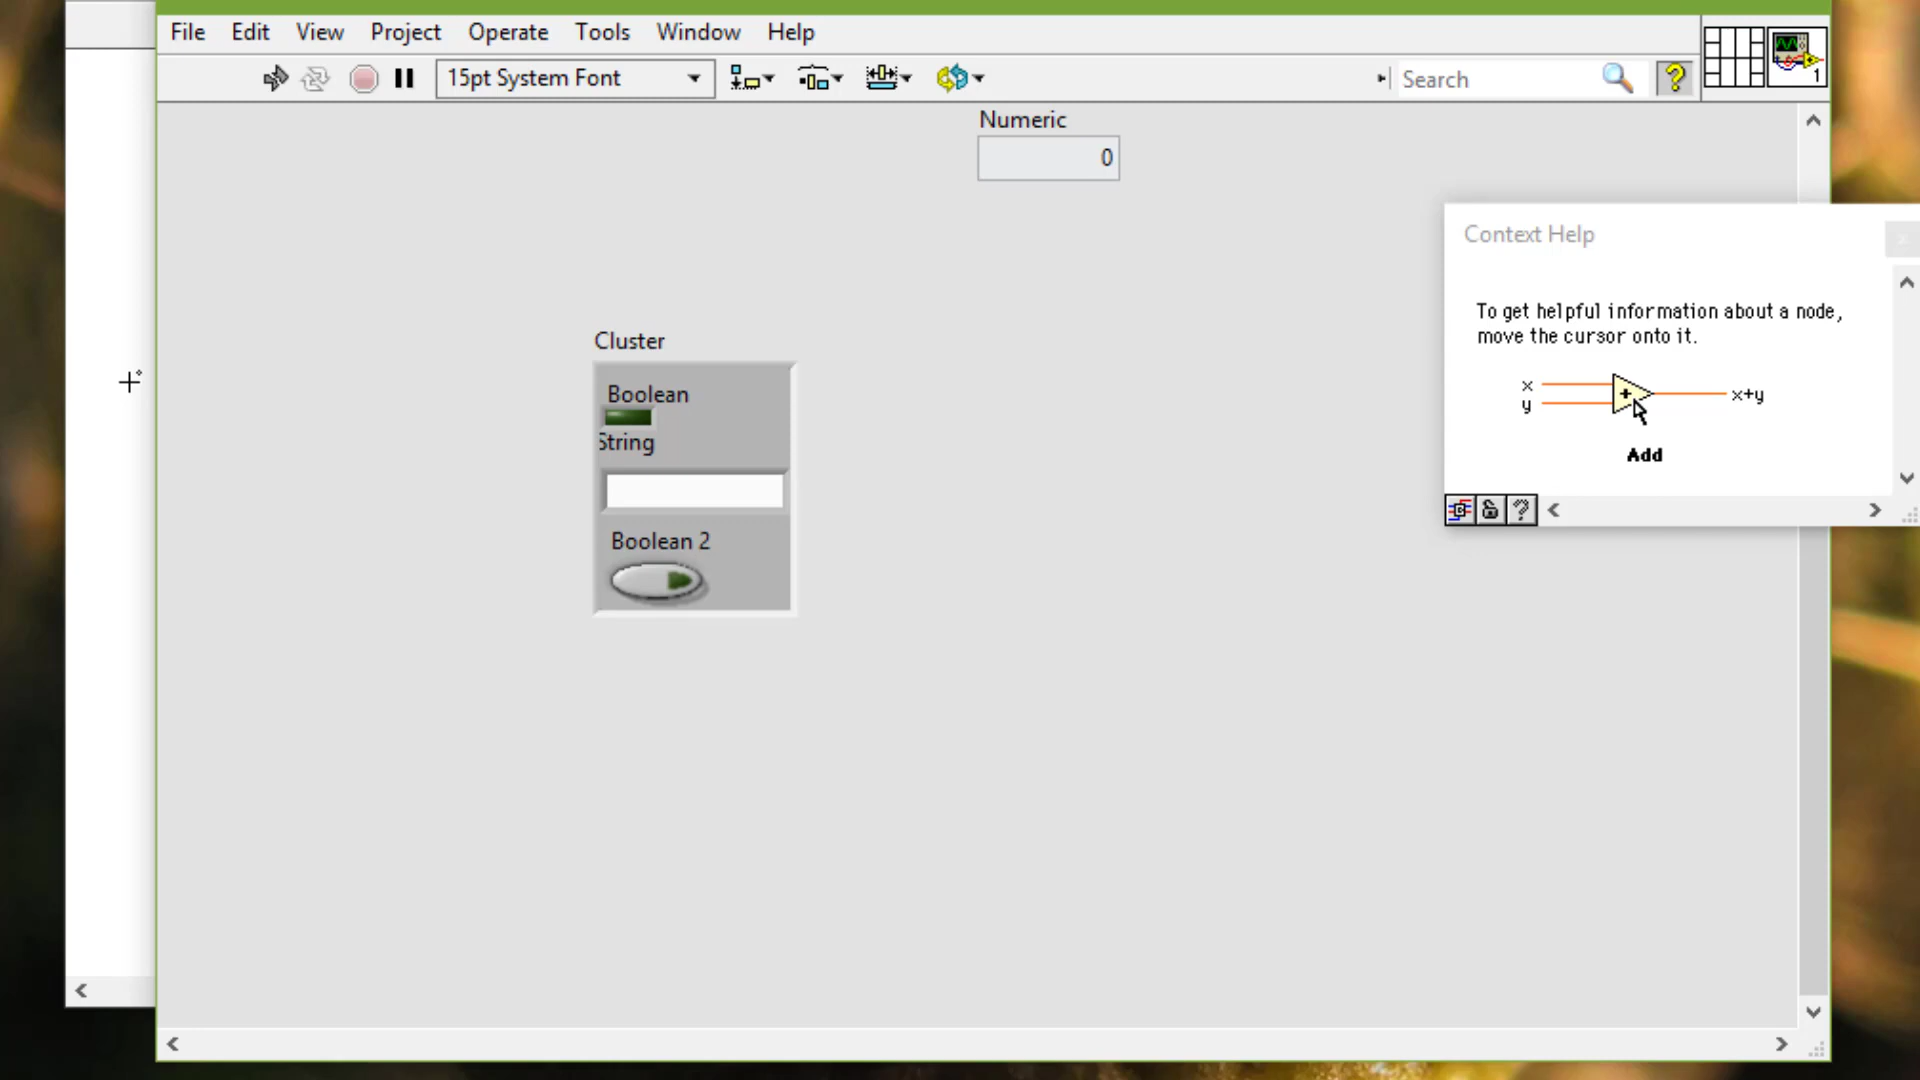 File Edit View Project Operate Tools Window Help
15pt System Font
Search
1
Numeric
0
Context Help
To get helpful information about a node,
move the cursor onto it.
x
y
x+y
Add
Cluster
Boolean
String
Boolean 2